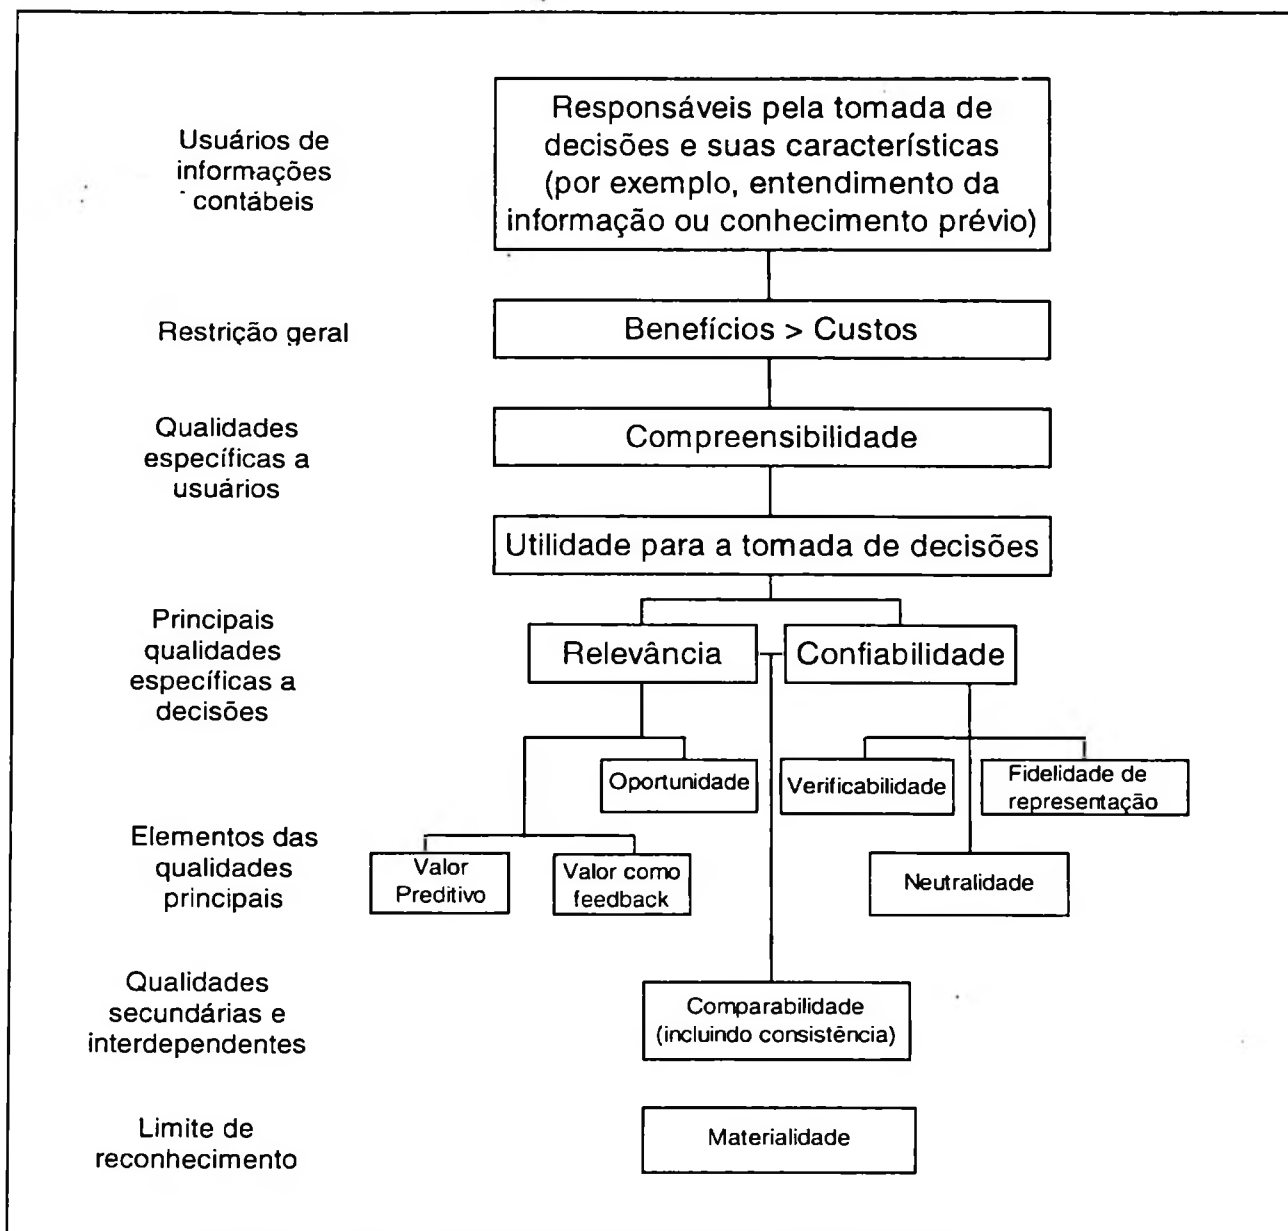 Usuários de
informações
contábeis
Responsáveis pela tomada de
decisões e suas características
(por exemplo, entendimento da
informação ou conhecimento prévio)
Restrição geral
Benefícios > Custos
Qualidades
específicas a
usuários
Compreensibilidade
Utilidade para a tomada de decisões
Principais
qualidades
específicas a
decisões
Relevância
Confiabilidade
Oportunidade
Verificabilidade
Fidelidade de
representação
Elementos das
qualidades
principais
Valor
Preditivo
Valor como
feedback
Neutralidade
Qualidades
secundárias e
interdependentes
Comparabilidade
(incluindo consistência)
Limite de
reconhecimento
Materialidade